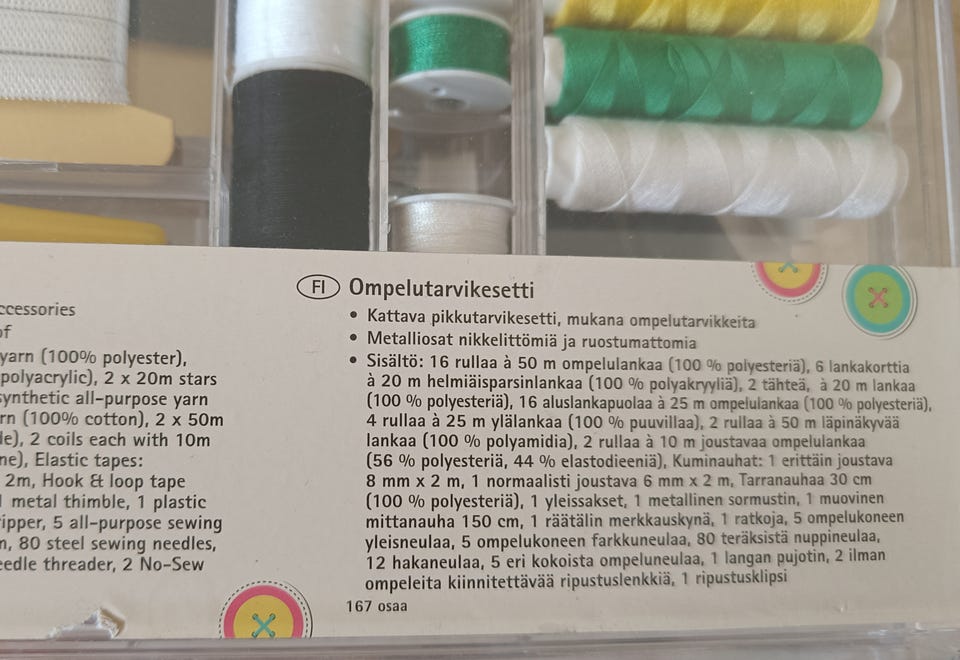 ccessories
of
yarn (100% polyester),
polyacrylic), 2 x 20m stars
synthetic all-purpose yarn
rn (100% cotton), 2 x 50m
de), 2 coils each with 10m
ne), Elastic tapes:
2m, Hook & loop tape
metal thimble, 1 plastic
ripper, 5 all-purpose sewing
n, 80 steel sewing needles,
eedle threader, 2 No-Sew
FI Ompelutarvikesetti
• Kattava pikkutarvikesetti, mukana ompelutarvikkeita
• Metalliosat nikkelittömiä ja ruostumattomia
• Sisältö: 16 rullaa à 50 m ompelulankaa (100 % polyesteriä), 6 lankakorttia
à 20 m helmiäisparsinlankaa (100 % polyakryyliä), 2 tähteä, à 20 m lankaa
(100 % polyesteriä), 16 aluslankapuolaa à 25 m ompelulankaa (100 % polyesteriä),
4 rullaa à 25 m ylälankaa (100 % puuvillaa), 2 rullaa à 50 m läpinäkyvää
lankaa (100 % polyamidia), 2 rullaa à 10 m joustavaa ompelulankaa
(56 % polyesteriä, 44 % elastodieeniä), Kuminauhat: 1 erittäin joustava
8 mm x 2 m, 1 normaalisti joustava 6 mm x 2 m, Tarranauhaa 30 cm
(100 % polyesteriä), 1 yleissakset, 1 metallinen sormustin, 1 muovinen
mittanauha 150 cm, 1 räätälin merkkauskynä, 1 ratkoja, 5 ompelukoneen
yleisneulaa, 5 ompelukoneen farkkuneulaa, 80 teräksistä nuppineulaa,
12 hakaneulaa, 5 eri kokoista ompeluneulaa, 1 langan pujotin, 2 ilman
ompeleita kiinnitettävää ripustuslenkkiä, 1 ripustusklipsi
167 osaa